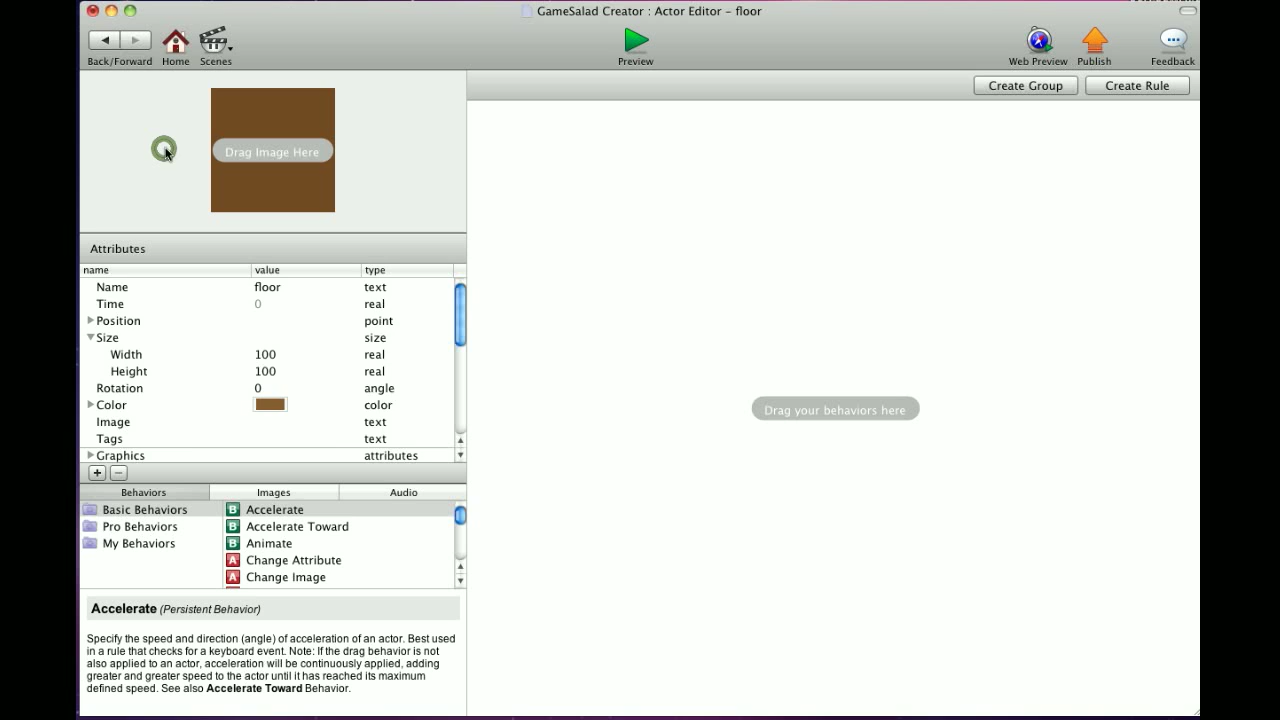 GameSalad Creator : Actor Editor – floor
Back/Forward
Home
Scenes
Preview
Web Preview
Publish
Feedback
Create Group
Create Rule
Drag Image Here
Attributes
name value type
Name floor text
Time 0 real
Position point
Size size
Width 100 real
Height 100 real
Rotation 0 angle
Color color
Image text
Tags text
Graphics attributes
Drag your behaviors here
Behaviors Images Audio
Basic Behaviors
Pro Behaviors
My Behaviors
B Accelerate
B Accelerate Toward
B Animate
A Change Attribute
A Change Image
Accelerate (Persistent Behavior)
Specify the speed and direction (angle) of acceleration of an actor. Best used
in a rule that checks for a keyboard event. Note: If the drag behavior is not
also applied to an actor, acceleration will be continuously applied, adding
greater and greater speed to the actor until it has reached its maximum
defined speed. See also Accelerate Toward Behavior.